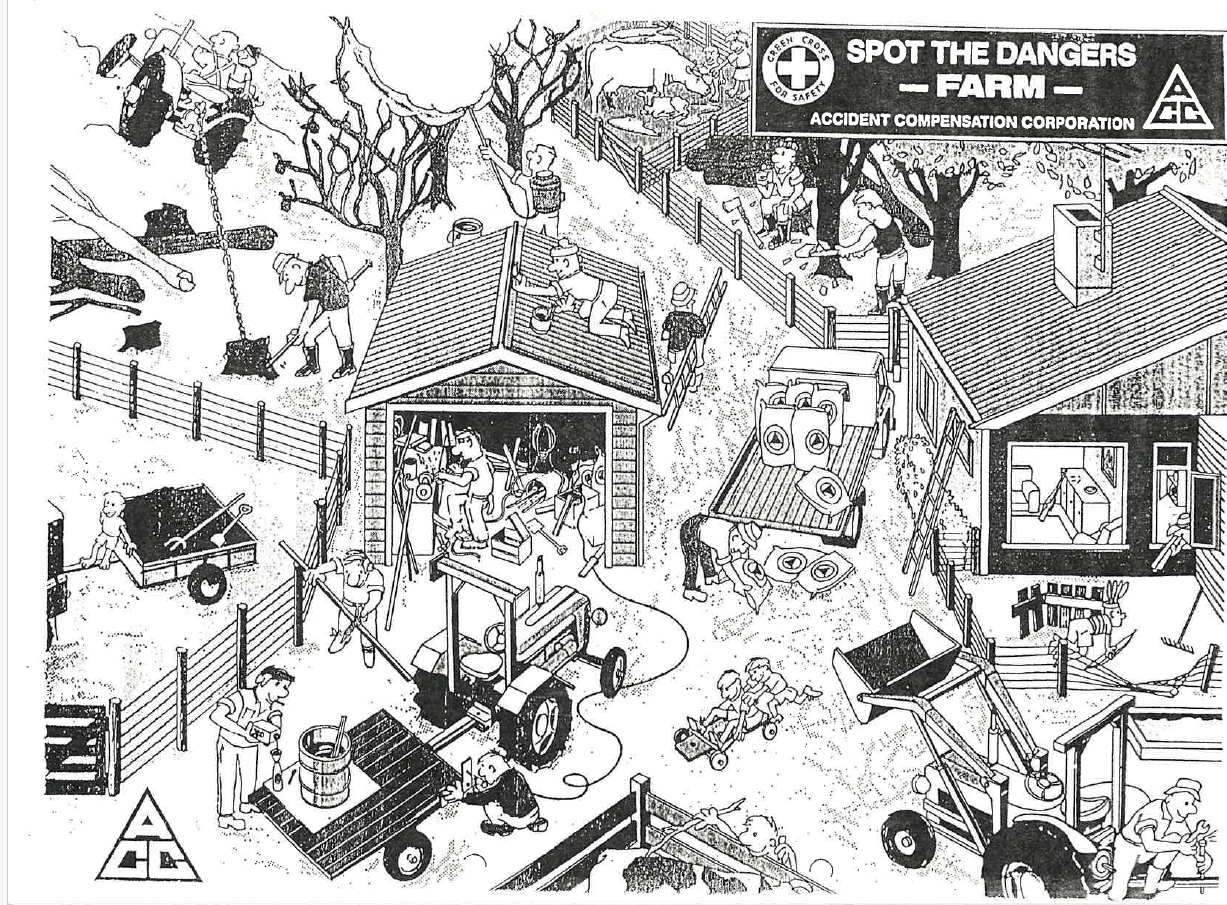 GREEN CROSS
FOR SAFETY
SPOT THE DANGERS
— FARM —
ACCIDENT COMPENSATION CORPORATION
ACC
ACC